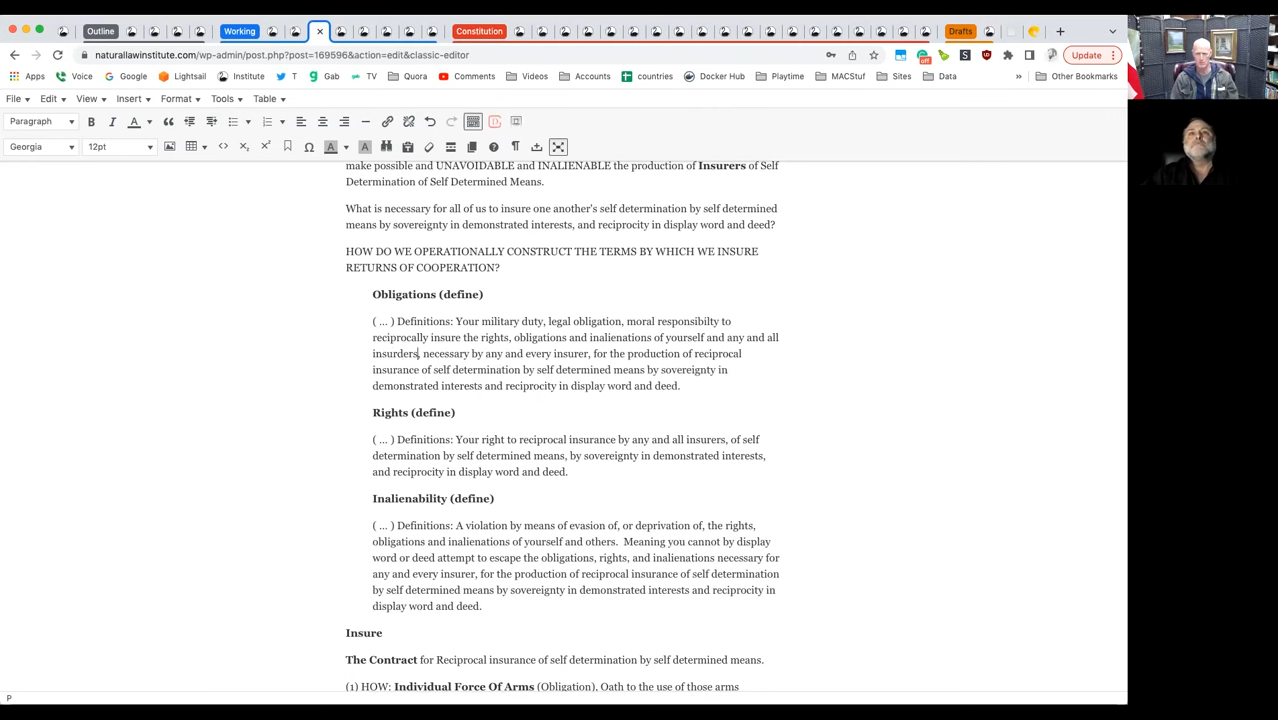 Outline
Working
Constitution
Drafts
naturallawinstitute.com/wp-admin/post.php?post=169596&action=edit&classic-editor
off
Update
Apps Voice Google Lightsail Institute Twitter Gab TV Quora Comments Videos Accounts countries Docker Hub Playtime MACStuf Sites Data » Other Bookmarks
File Edit View Insert Format Tools Table
Paragraph B I A
Georgia 12pt
make possible and UNAVOIDABLE and INALIENABLE the production of Insurers of Self
Determination of Self Determined Means.
What is necessary for all of us to insure one another's self determination by self determined
means by sovereignty in demonstrated interests, and reciprocity in display word and deed?
HOW DO WE OPERATIONALLY CONSTRUCT THE TERMS BY WHICH WE INSURE
RETURNS OF COOPERATION?
Obligations (define)
( ... ) Definitions: Your military duty, legal obligation, moral responsibilty to
reciprocally insure the rights, obligations and inalienations of yourself and any and all
insurders, necessary by any and every insurer, for the production of reciprocal
insurance of self determination by self determined means by sovereignty in
demonstrated interests and reciprocity in display word and deed.
Rights (define)
( ... ) Definitions: Your right to reciprocal insurance by any and all insurers, of self
determination by self determined means, by sovereignty in demonstrated interests,
and reciprocity in display word and deed.
Inalienability (define)
( ... ) Definitions: A violation by means of evasion of, or deprivation of, the rights,
obligations and inalienations of yourself and others.  Meaning you cannot by display
word or deed attempt to escape the obligations, rights, and inalienations necessary for
any and every insurer, for the production of reciprocal insurance of self determination
by self determined means by sovereignty in demonstrated interests and reciprocity in
display word and deed.
Insure
The Contract for Reciprocal insurance of self determination by self determined means.
(1) HOW: Individual Force Of Arms (Obligation), Oath to the use of those arms
P